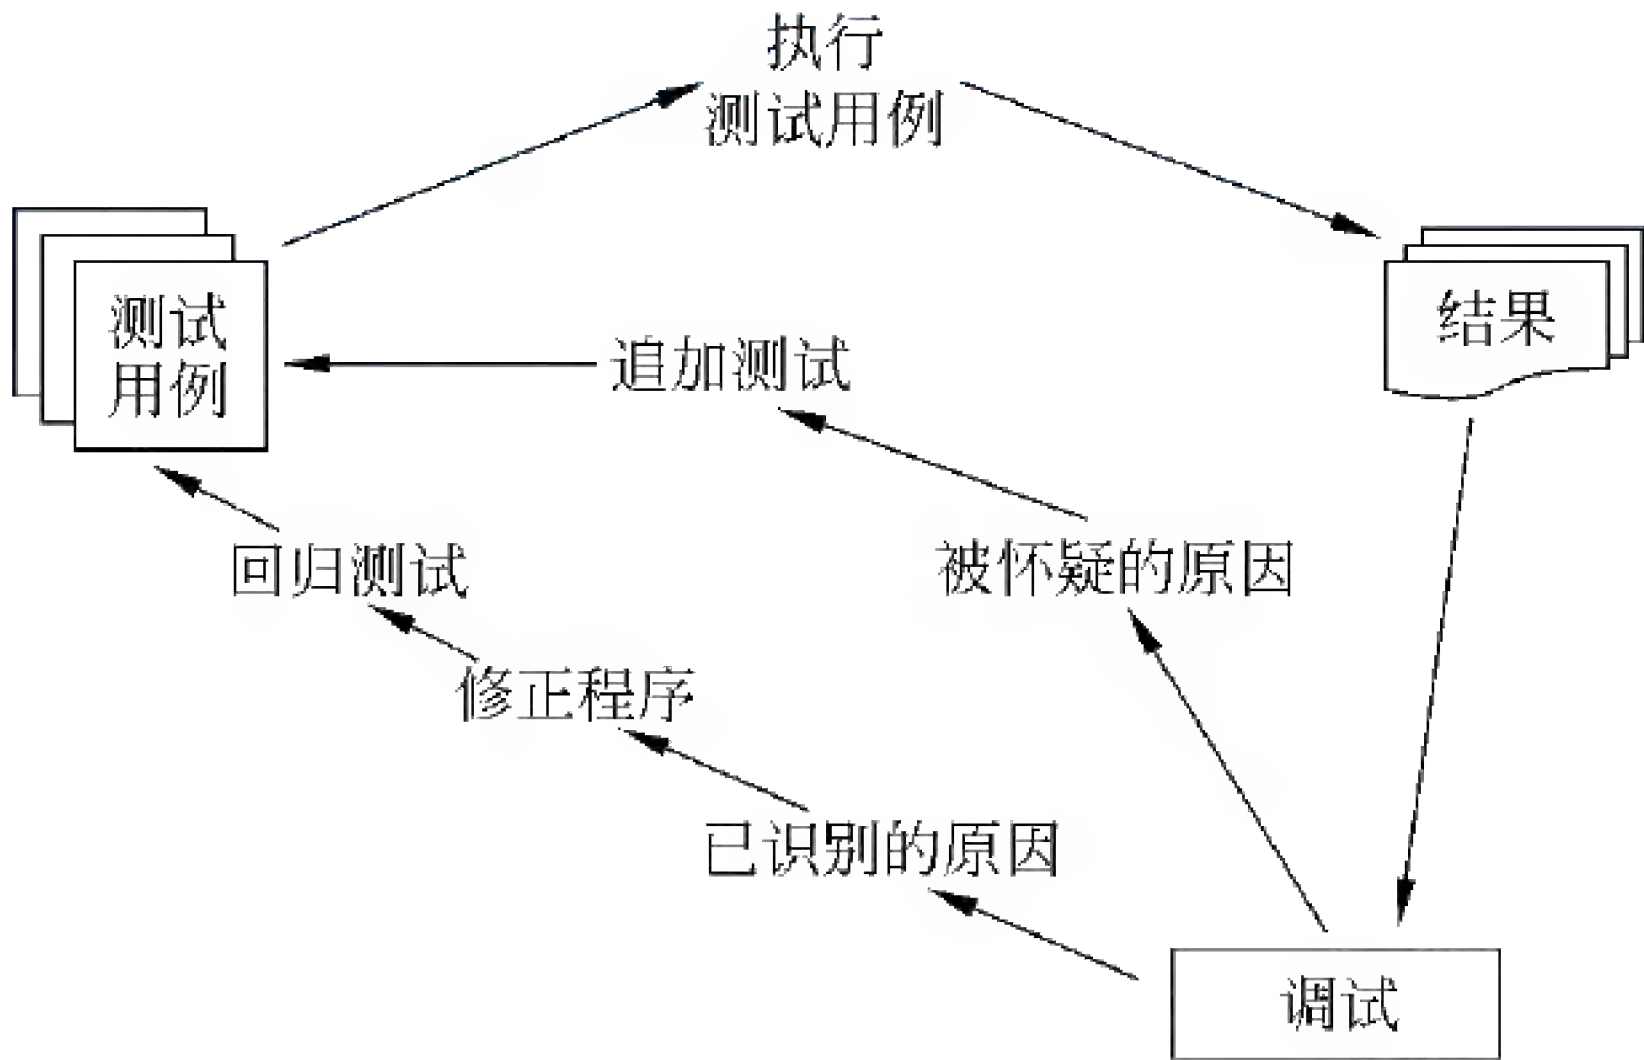 执行
测试用例
测试
用例
结果
追加测试
回归测试
被怀疑的原因
修正程序
已识别的原因
调试